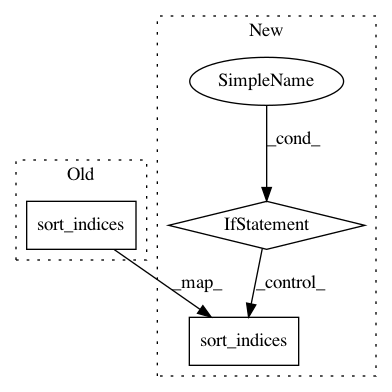 New
SimpleName
_cond_
Old
sort_indices
IfStatement
_map_
_control_
sort_indices